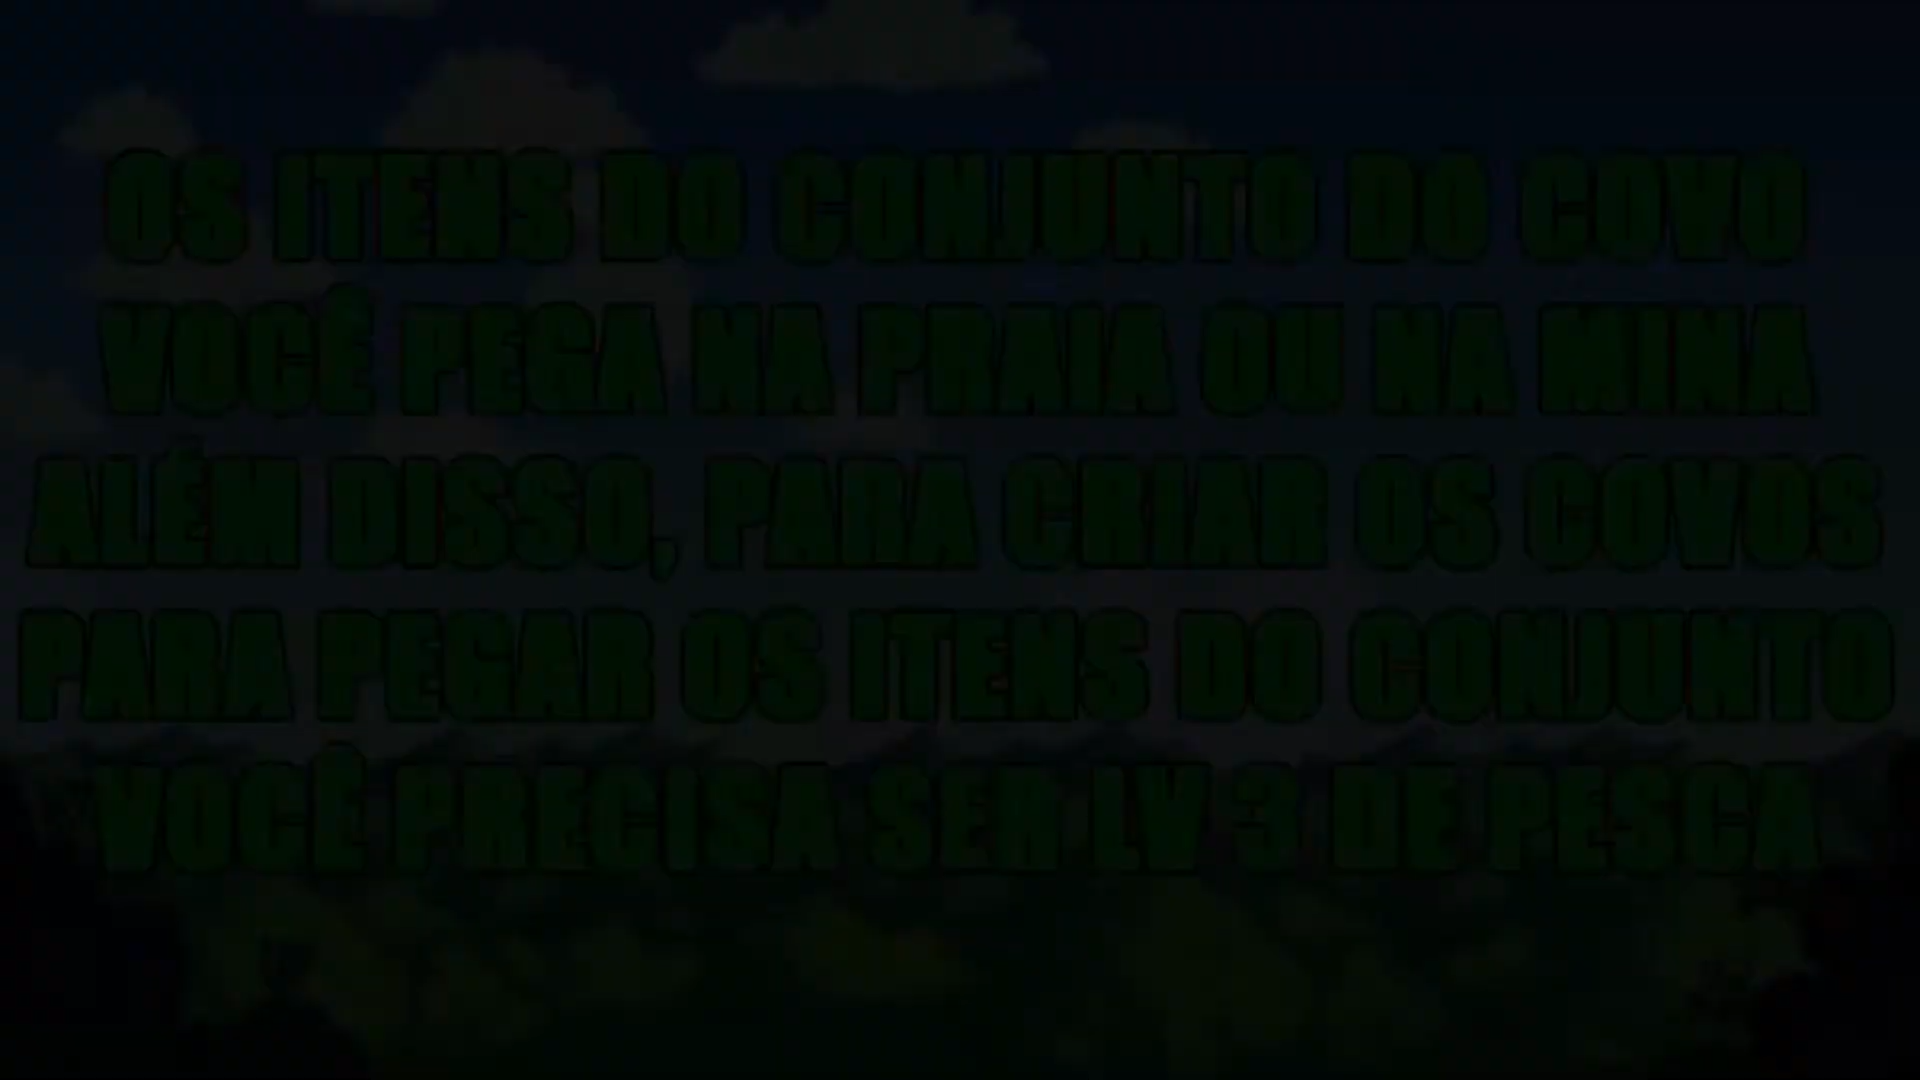 OS ITENS DO CONJUNTO DO COVO
VOCÊ PEGA NA PRAIA OU NA MINA
ALÉM DISSO, PARA CRIAR OS COVOS
PARA PEGAR OS ITENS DO CONJUNTO
VOCÊ PRECISA SER LV 3 DE PESCA